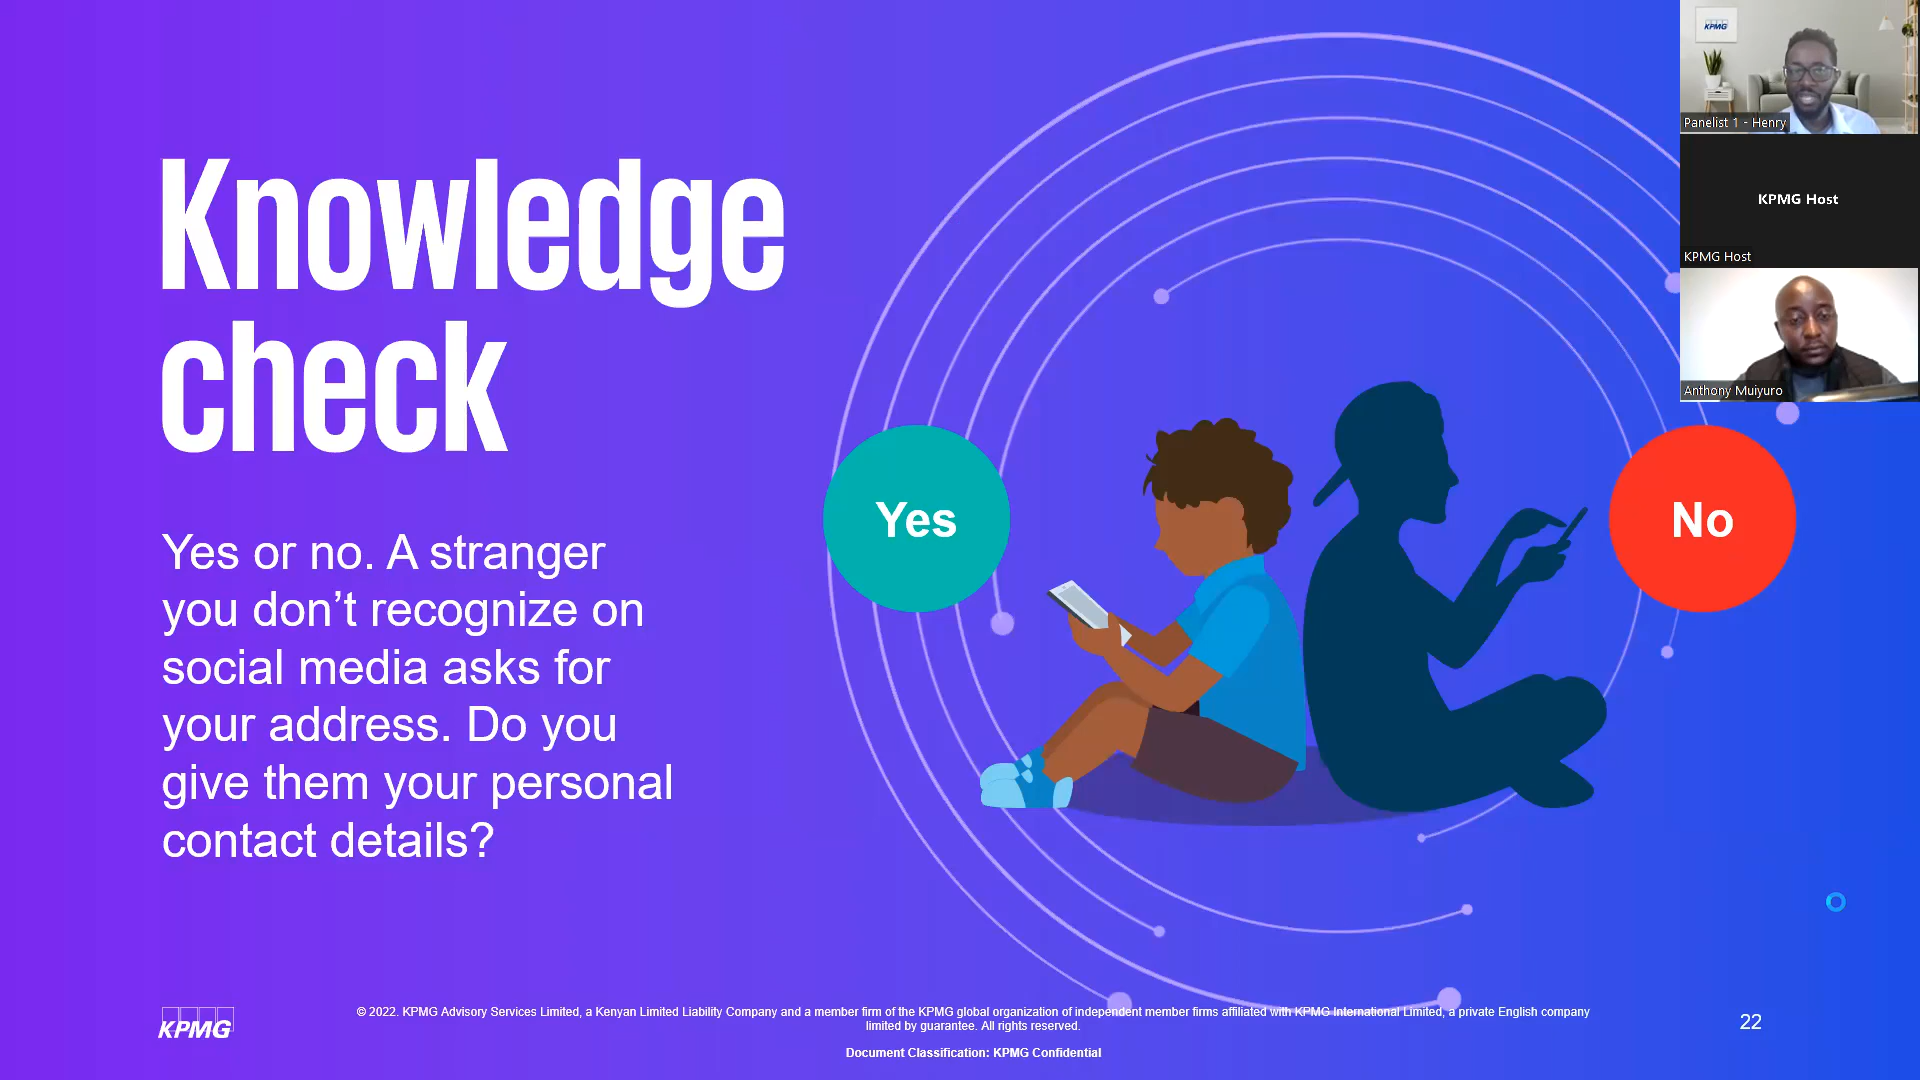 Knowledge
check
Yes or no. A stranger
you don’t recognize on
social media asks for
your address. Do you
give them your personal
contact details?
Yes
No
KPMG
Panelist 1 - Henry
KPMG Host
KPMG Host
Anthony Muiyuro
KPMG
© 2022. KPMG Advisory Services Limited, a Kenyan Limited Liability Company and a member firm of the KPMG global organization of independent member firms affiliated with KPMG International Limited, a private English company
limited by guarantee. All rights reserved.
Document Classification: KPMG Confidential
22